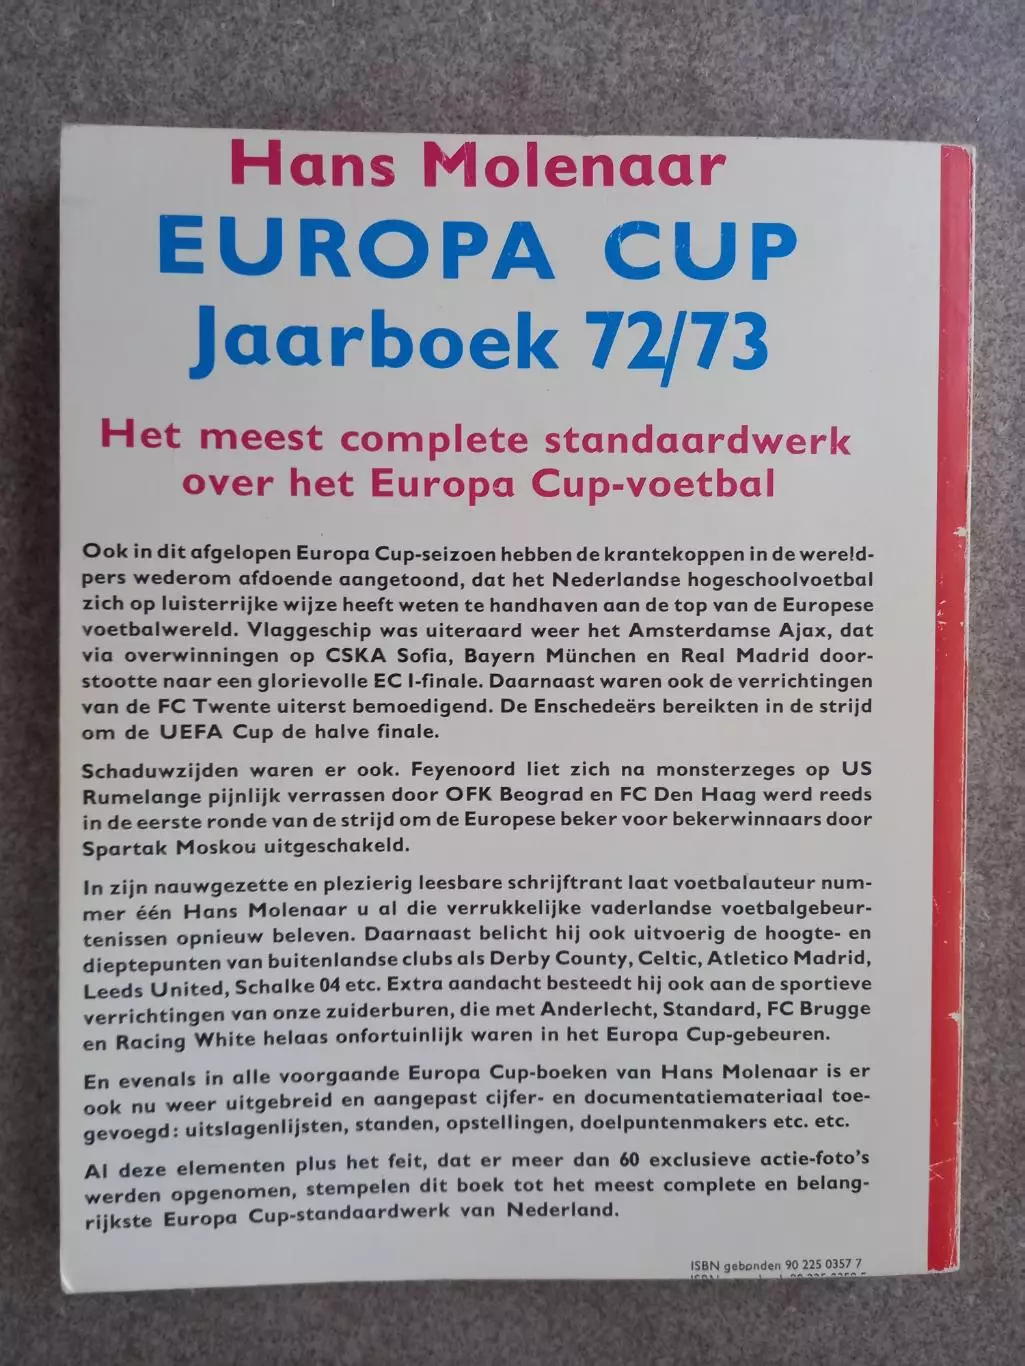 Hans Molenaar
EUROPA CUP
Jaarboek 72/73
Het meest complete standaardwerk
over het Europa Cup-voetbal
Ook in dit afgelopen Europa Cup-seizoen hebben de krantekoppen in de wereld-
pers wederom afdoende aangetoond, dat het Nederlandse hogeschoolvoetbal
zich op luisterrijke wijze heeft weten te handhaven aan de top van de Europese
voetbalwereld. Vlaggeschip was uiteraard weer het Amsterdamse Ajax, dat
via overwinningen op CSKA Sofia, Bayern München en Real Madrid door-
stootte naar een glorievolle EC I-finale. Daarnaast waren ook de verrichtingen
van de FC Twente uiterst bemoedigend. De Enschedeërs bereikten in de strijd
om de UEFA Cup de halve finale.
Schaduwzijden waren er ook. Feyenoord liet zich na monsterzeges op US
Rumelange pijnlijk verrassen door OFK Beograd en FC Den Haag werd reeds
in de eerste ronde van de strijd om de Europese beker voor bekerwinnaars door
Spartak Moskou uitgeschakeld.
In zijn nauwgezette en plezierig leesbare schrijftrant laat voetbalauteur num-
mer één Hans Molenaar u al die verrukkelijke vaderlandse voetbalgebeur-
tenissen opnieuw beleven. Daarnaast belicht hij ook uitvoerig de hoogte- en
dieptepunten van buitenlandse clubs als Derby County, Celtic, Atletico Madrid,
Leeds United, Schalke 04 etc. Extra aandacht besteedt hij ook aan de sportieve
verrichtingen van onze zuiderburen, die met Anderlecht, Standard, FC Brugge
en Racing White helaas onfortuinlijk waren in het Europa Cup-gebeuren.
En evenals in alle voorgaande Europa Cup-boeken van Hans Molenaar is er
ook nu weer uitgebreid en aangepast cijfer- en documentatiemateriaal toe-
gevoegd: uitslagenlijsten, standen, opstellingen, doelpuntenmakers etc. etc.
Al deze elementen plus het feit, dat er meer dan 60 exclusieve actie-foto's
werden opgenomen, stempelen dit boek tot het meest complete en belang-
rijkste Europa Cup-standaardwerk van Nederland.
ISBN gebonden 90 225 0357 7